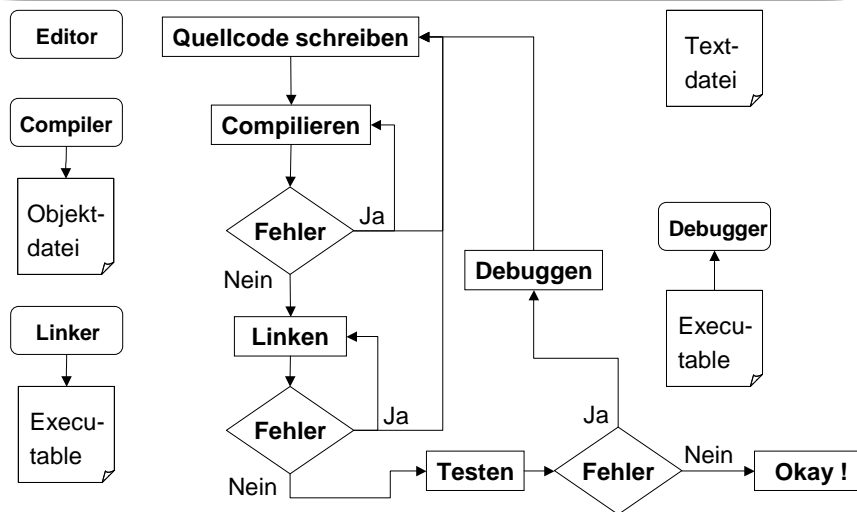 Editor
Quellcode schreiben
Text-
datei
Compiler
Compilieren
Objekt-
datei
Fehler
Ja
Nein
Debuggen
Debugger
Linker
Linken
Execu-
table
Execu-
table
Fehler
Ja
Nein
Testen
Ja
Fehler
Nein
Okay !